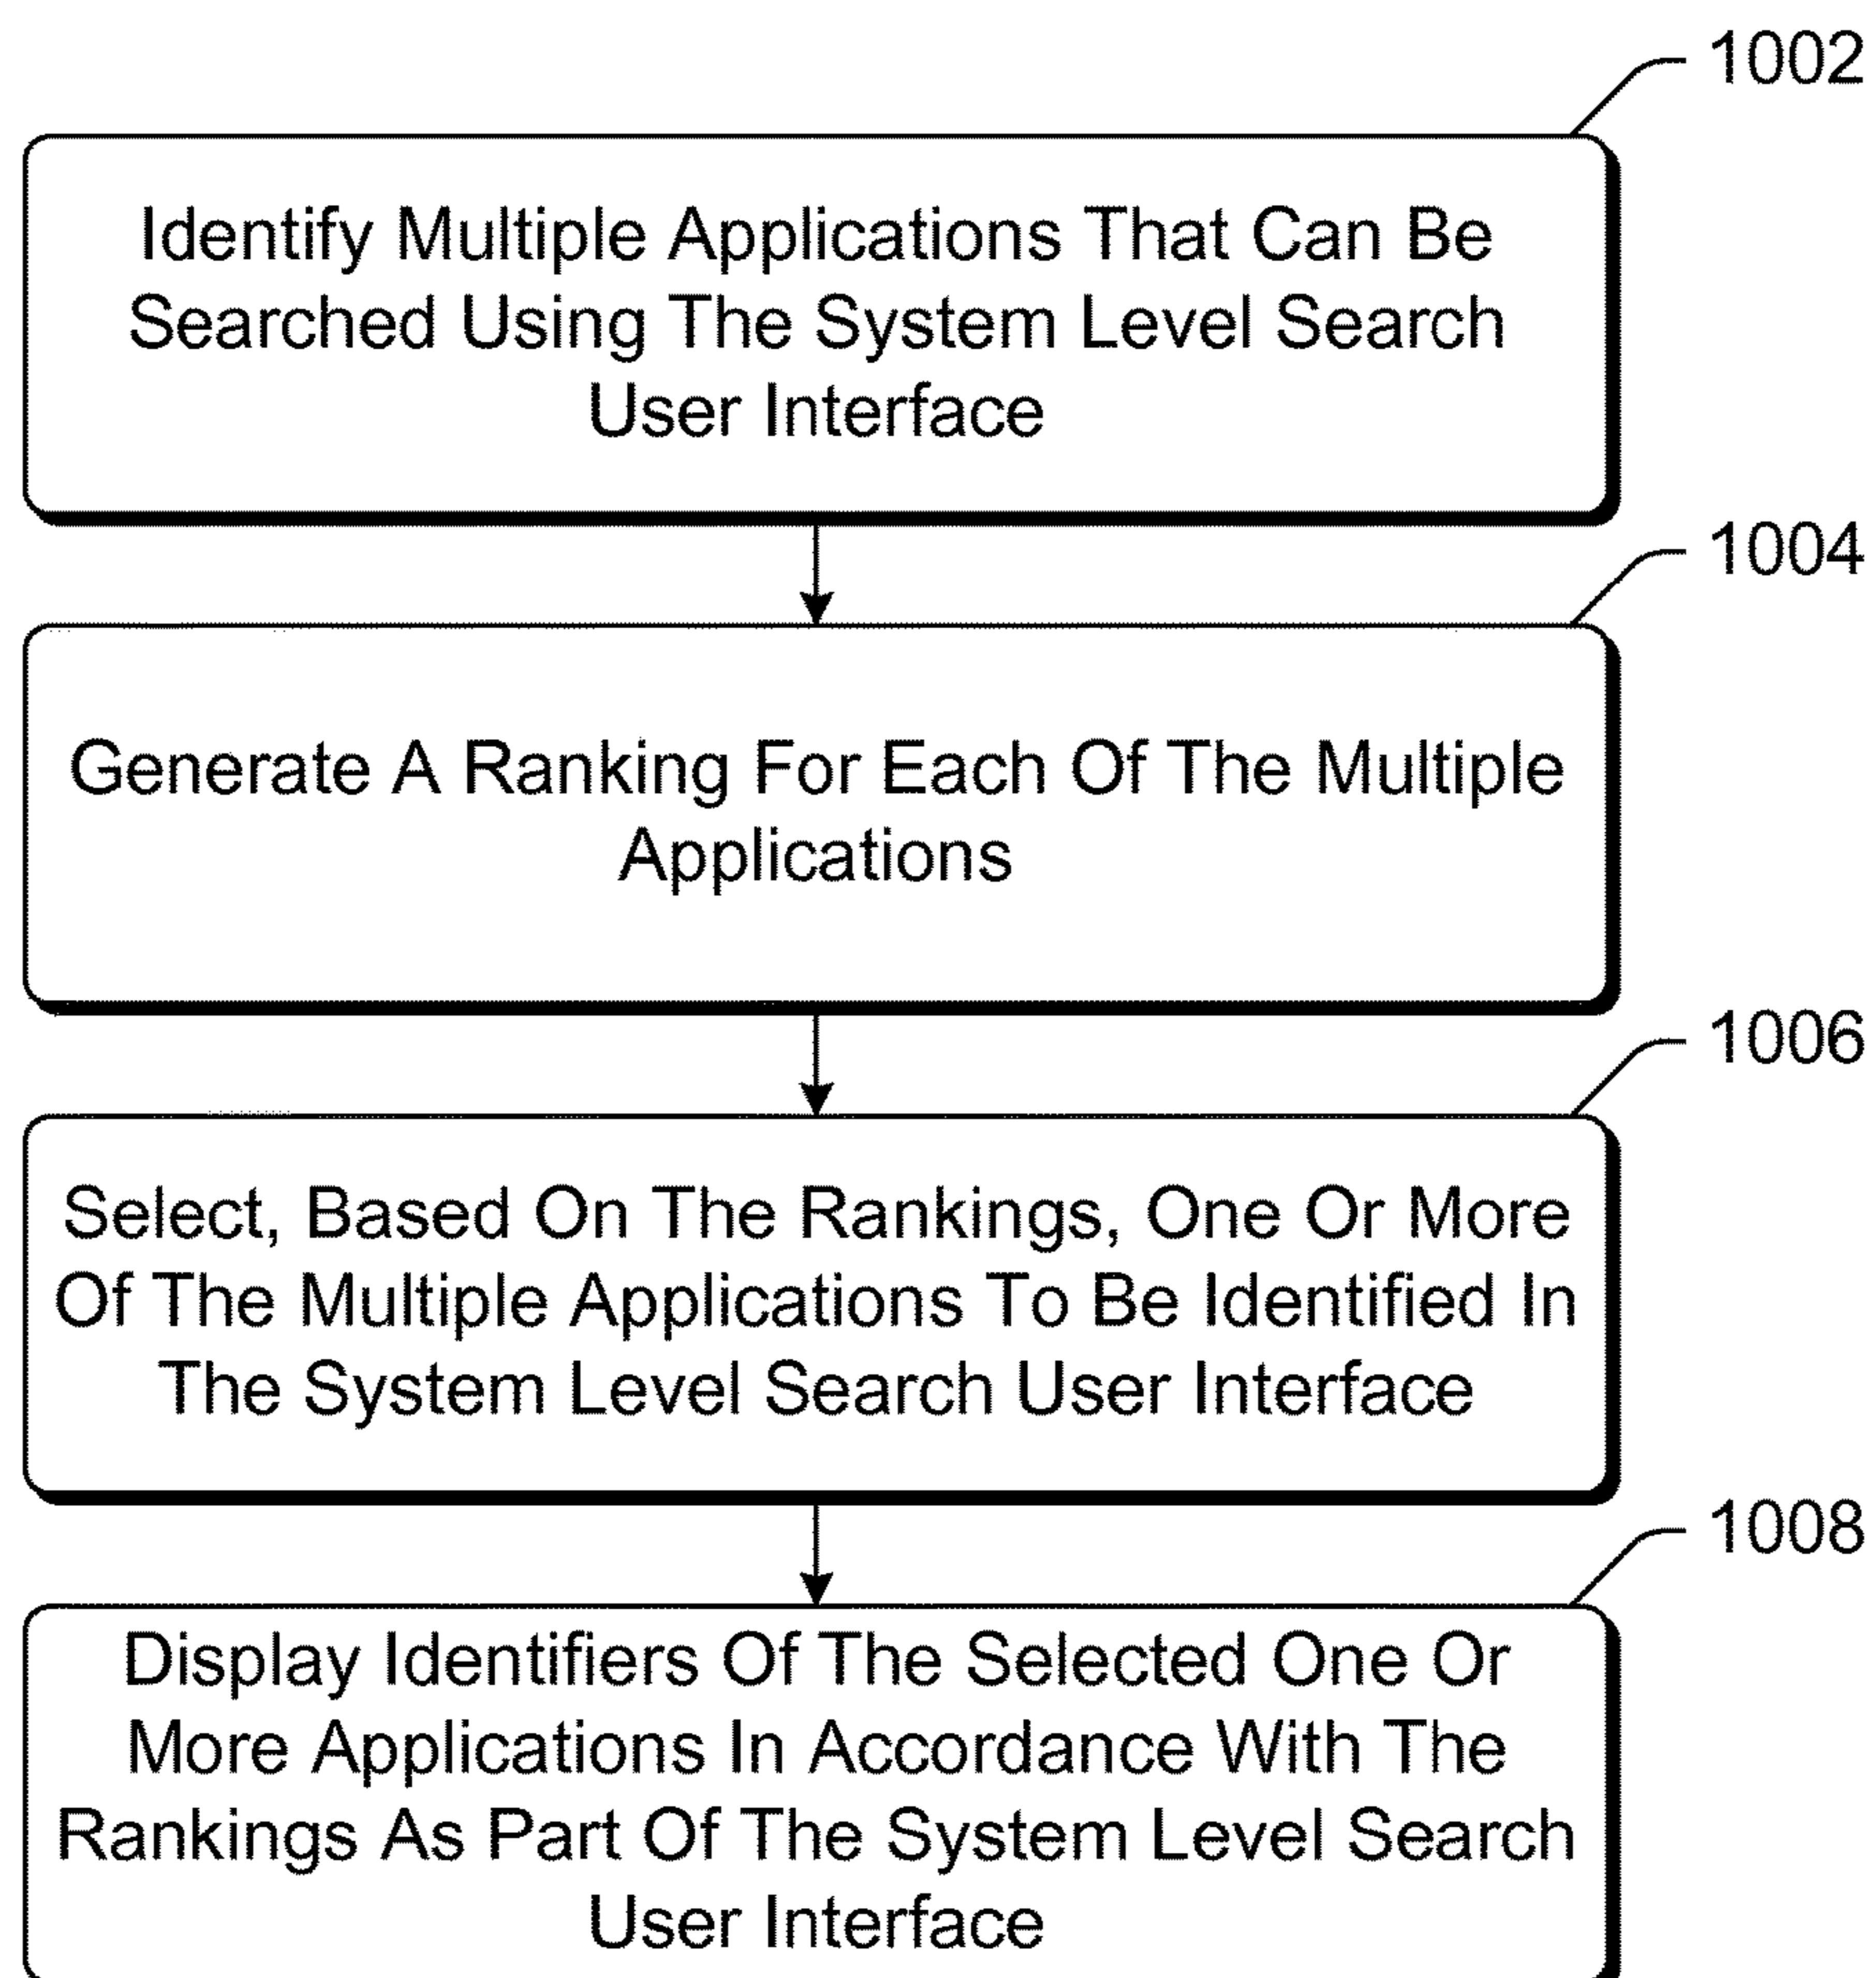 1002
Identify Multiple Applications That Can Be
Searched Using The System Level Search
User Interface
1004
Generate A Ranking For Each Of The Multiple
Applications
1006
Select, Based On The Rankings, One Or More
Of The Multiple Applications To Be Identified In
The System Level Search User Interface
1008
Display Identifiers Of The Selected One Or
More Applications In Accordance With The
Rankings As Part Of The System Level Search
User Interface